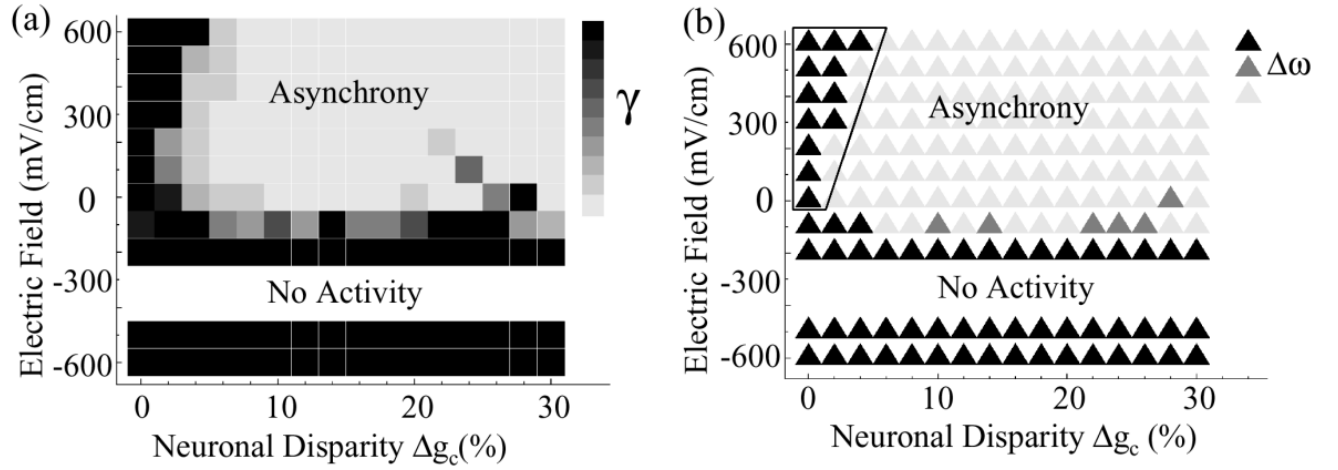 (a)
Electric Field (mV/cm)
600
300
0
-300
-600
Asynchrony
No Activity
γ
0 10 20 30
Neuronal Disparity Δg_c(%)
(b)
Electric Field (mV/cm)
600
300
0
-300
-600
Asynchrony
No Activity
Δω
0 10 20 30
Neuronal Disparity Δg_c (%)